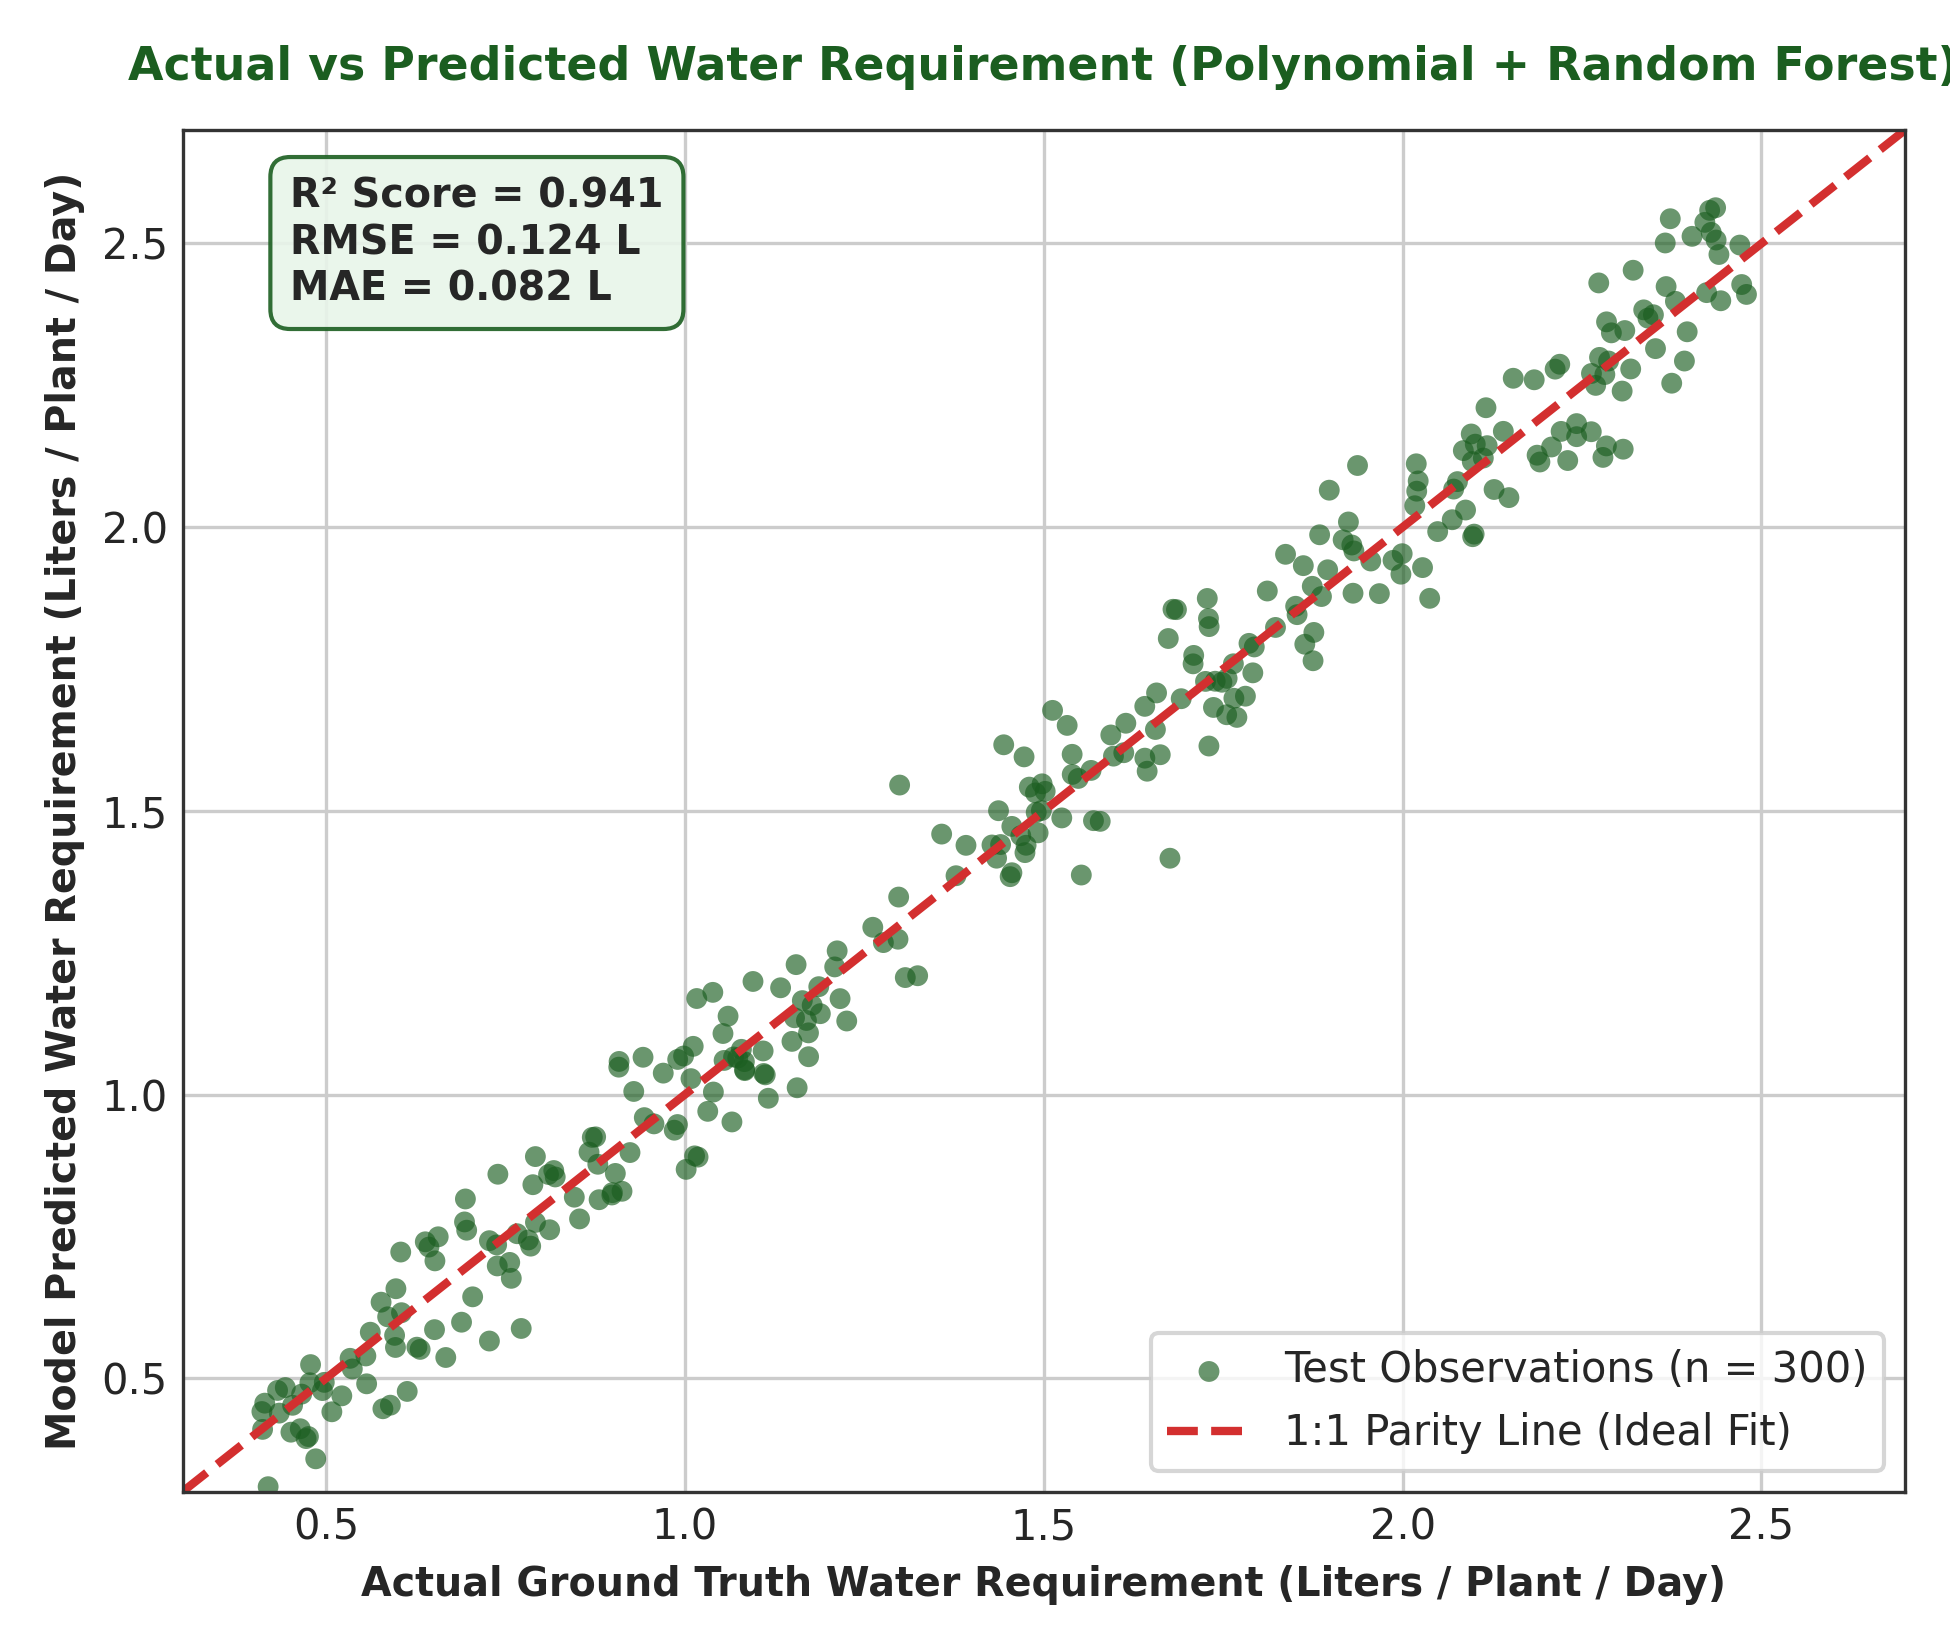 Actual vs Predicted Water Requirement (Polynomial + Random Forest)
R² Score = 0.941
RMSE = 0.124 L
MAE = 0.082 L
Model Predicted Water Requirement (Liters / Plant / Day)
2.5
2.0
1.5
1.0
0.5
Test Observations (n = 300)
1:1 Parity Line (Ideal Fit)
0.5 1.0 1.5 2.0 2.5
Actual Ground Truth Water Requirement (Liters / Plant / Day)